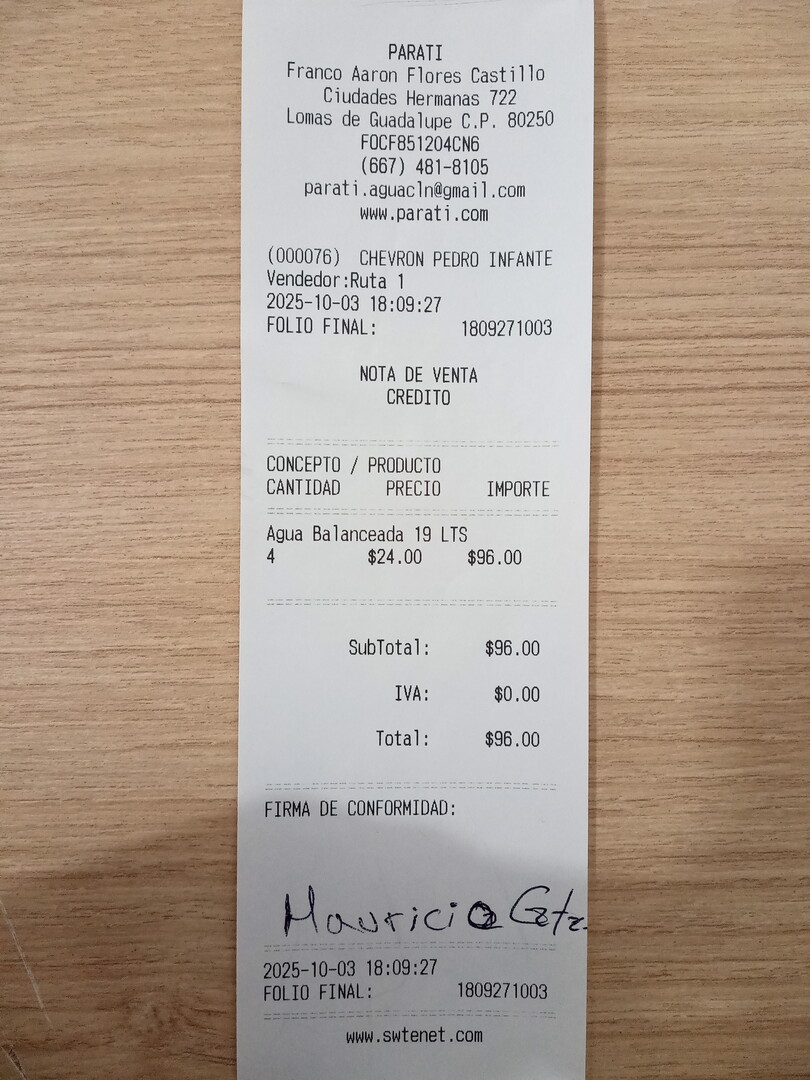 PARATI
Franco Aaron Flores Castillo
Ciudades Hermanas 722
Lomas de Guadalupe C.P. 80250
FOCF851204CN6
(667) 481-8105
parati.aguacln@gmail.com
www.parati.com
(000076) CHEVRON PEDRO INFANTE
Vendedor:Ruta 1
2025-10-03 18:09:27
FOLIO FINAL: 1809271003
NOTA DE VENTA
CREDITO
CONCEPTO / PRODUCTO
CANTIDAD PRECIO IMPORTE
Agua Balanceada 19 LTS
4 $24.00 $96.00
SubTotal: $96.00
IVA: $0.00
Total: $96.00
FIRMA DE CONFORMIDAD:
Mauricio
2025-10-03 18:09:27
FOLIO FINAL: 1809271003
www.swtenet.com